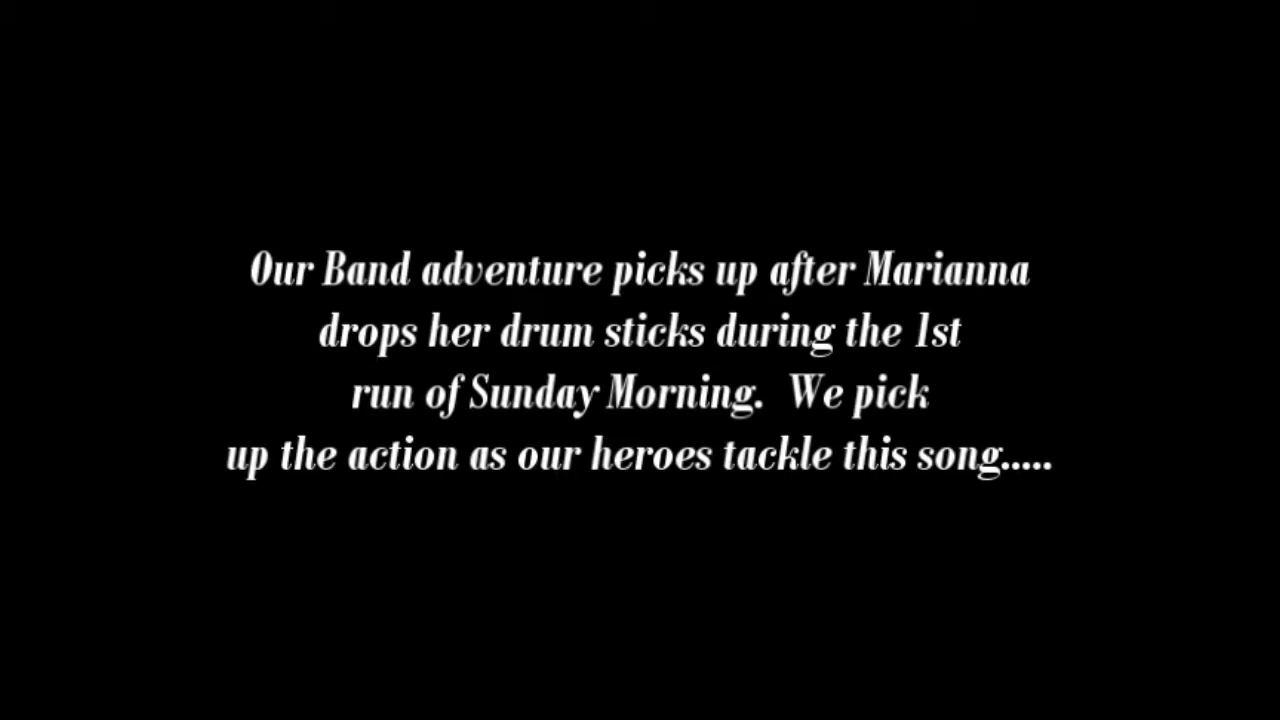 Our Band adventure picks up after Marianna
drops her drum sticks during the 1st
run of Sunday Morning.  We pick
up the action as our heroes tackle this song.....